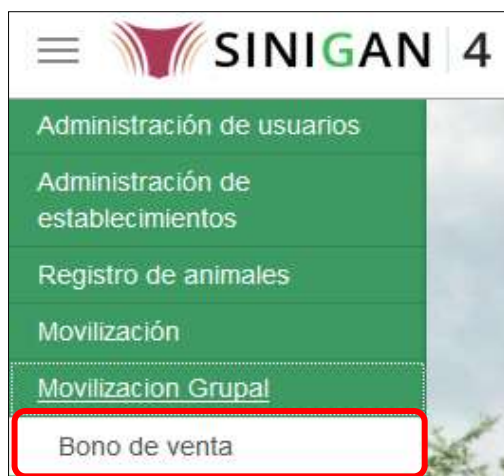 SINIGAN 4
Administración de usuarios
Administración de
establecimientos
Registro de animales
Movilización
Movilizacion Grupal
Bono de venta